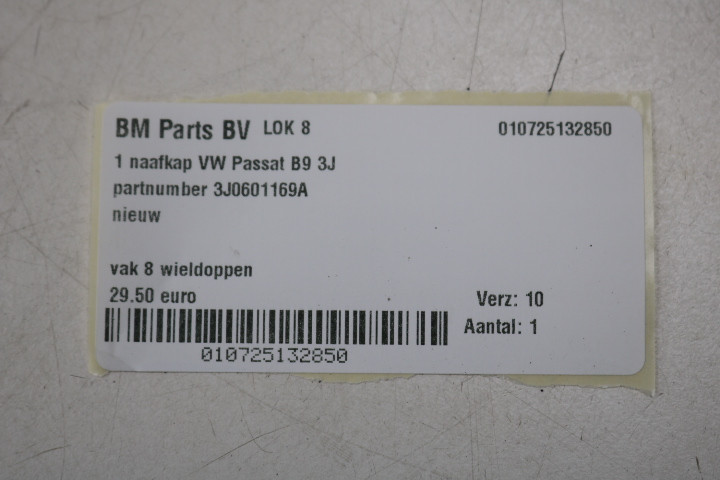 BM Parts BV LOK 8 010725132850
1 naafkap VW Passat B9 3J
partnumber 3J0601169A
nieuw
vak 8 wieldoppen
29.50 euro Verz: 10
Aantal: 1
010725132850